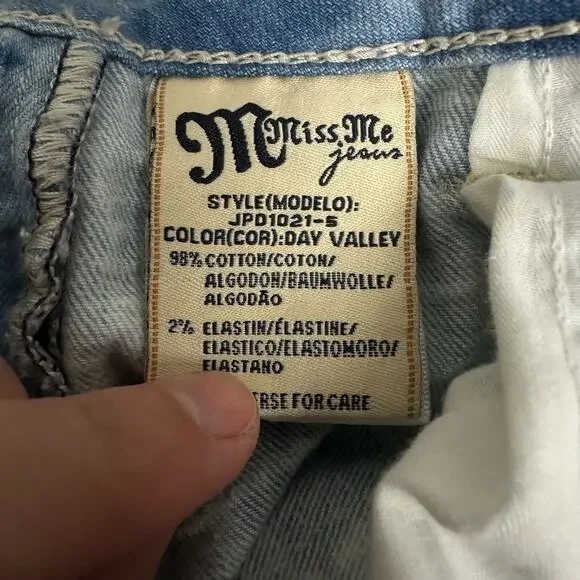 M Miss Me
jeans
STYLE(MODELO):
JPD1021-5
COLOR(COR):DAY VALLEY
98% COTTON/COTON/
ALGODON/BAUMWOLLE/
ALGODÃO
2% ELASTIN/ÉLASTINE/
ELASTICO/ELASTOMORO/
ELASTANO
ERSE FOR CARE